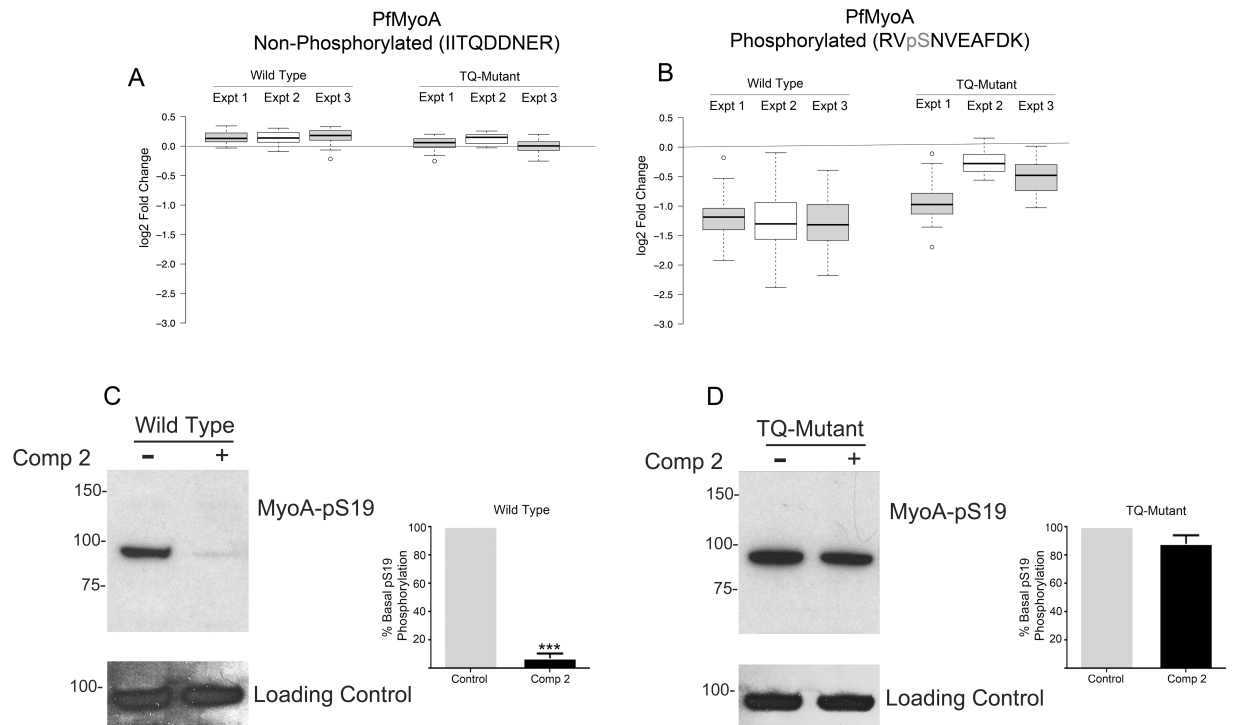 PfMyoA
Non-Phosphorylated (IITQDDNER)
A
Wild Type
TQ-Mutant
Expt 1 Expt 2 Expt 3
Expt 1 Expt 2 Expt 3
log2 Fold Change
0.5
0.0
−0.5
−1.0
−1.5
−2.0
−2.5
−3.0
PfMyoA
Phosphorylated (RVpSNVEAFDK)
B
Wild Type
TQ-Mutant
Expt 1 Expt 2 Expt 3
Expt 1 Expt 2 Expt 3
log2 Fold Change
0.5
0.0
−0.5
−1.0
−1.5
−2.0
−2.5
−3.0
C
Wild Type
Comp 2 - +
150-
100-
75-
MyoA-pS19
100-
Loading Control
Wild Type
% Basal pS19
Phosphorylation
100
80
60
40
20
***
Control Comp 2
D
TQ-Mutant
Comp 2 - +
150-
100-
75-
MyoA-pS19
100-
Loading Control
TQ-Mutant
% Basal pS19
Phosphorylation
100
80
60
40
20
Control Comp 2